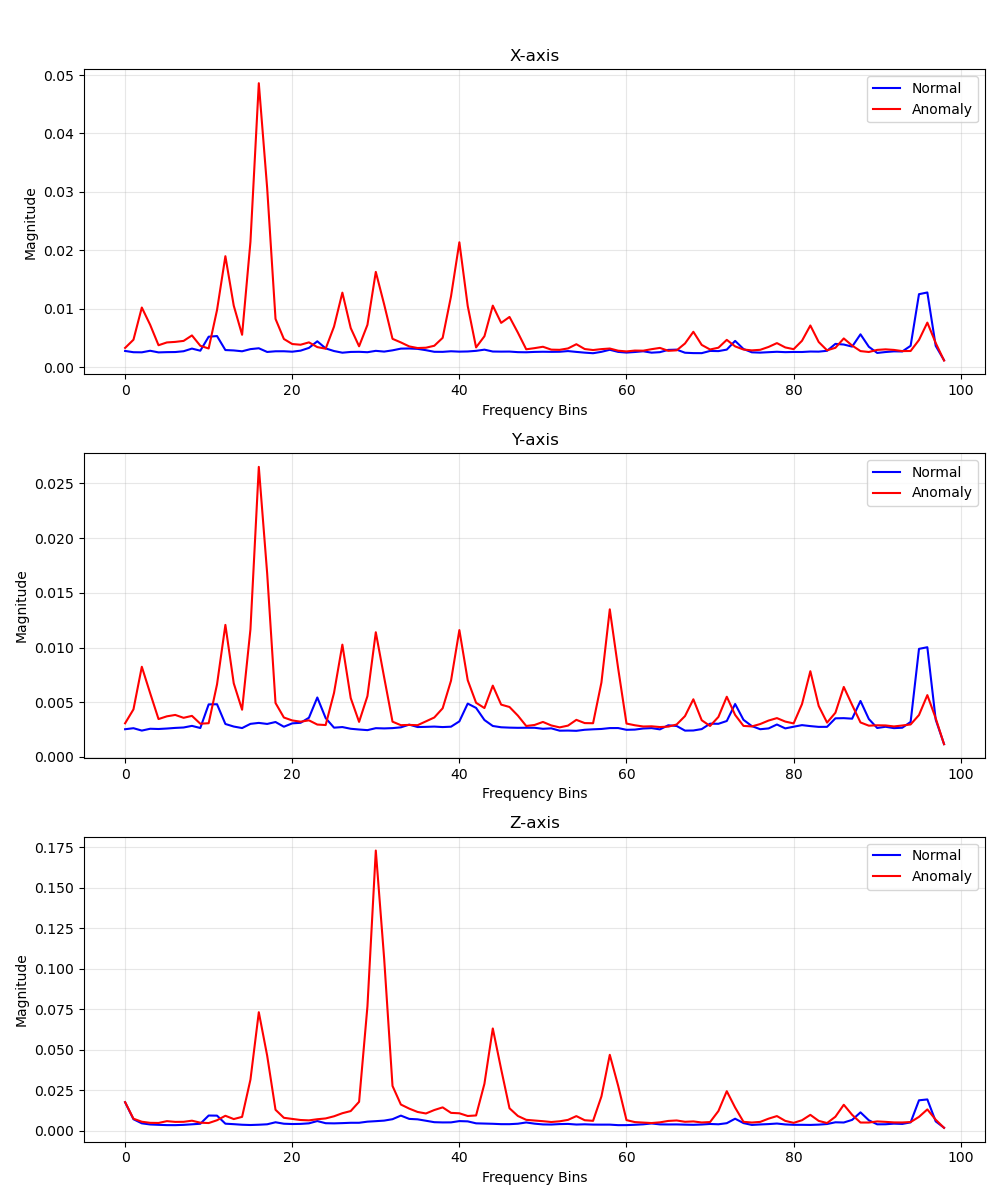 X-axis
0.05
0.04
0.03
0.02
0.01
0.00
Magnitude
Normal
Anomaly
0 20 40 60 80 100
Frequency Bins
Y-axis
0.025
0.020
0.015
0.010
0.005
0.000
Magnitude
Normal
Anomaly
0 20 40 60 80 100
Frequency Bins
Z-axis
0.175
0.150
0.125
0.100
0.075
0.050
0.025
0.000
Magnitude
Normal
Anomaly
0 20 40 60 80 100
Frequency Bins